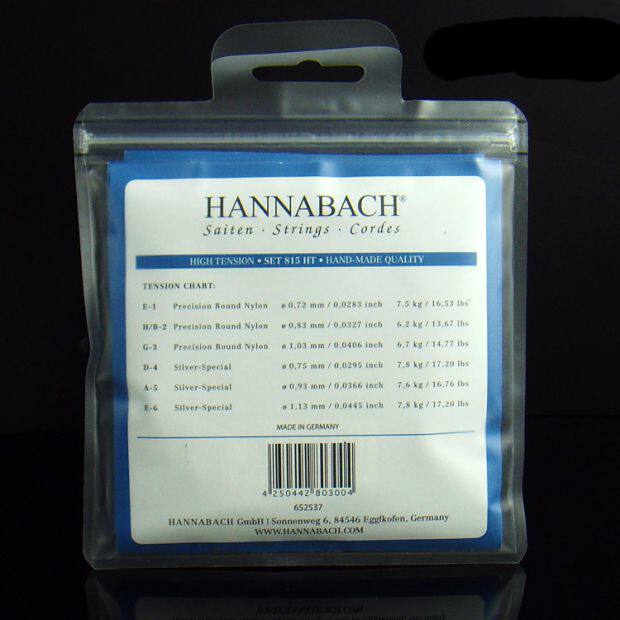 HANNABACH®
Saiten · Strings · Cordes
HIGH TENSION • SET 815 HT • HAND-MADE QUALITY
TENSION CHART:
E-1 Precision Round Nylon ø 0,72 mm / 0,0283 inch 7,5 kg / 16,53 lbs
H/B-2 Precision Round Nylon ø 0,83 mm / 0,0327 inch 6,2 kg / 13,67 lbs
G-3 Precision Round Nylon ø 1,03 mm / 0,0406 inch 6,7 kg / 14,77 lbs
D-4 Silver-Special ø 0,75 mm / 0,0295 inch 7,8 kg / 17,20 lbs
A-5 Silver-Special ø 0,93 mm / 0,0366 inch 7,6 kg / 16,76 lbs
E-6 Silver-Special ø 1,13 mm / 0,0445 inch 7,8 kg / 17,20 lbs
MADE IN GERMANY
4 250442 803004
652537
HANNABACH GmbH | Sonnenweg 6, 84546 Egglkofen, Germany
WWW.HANNABACH.COM